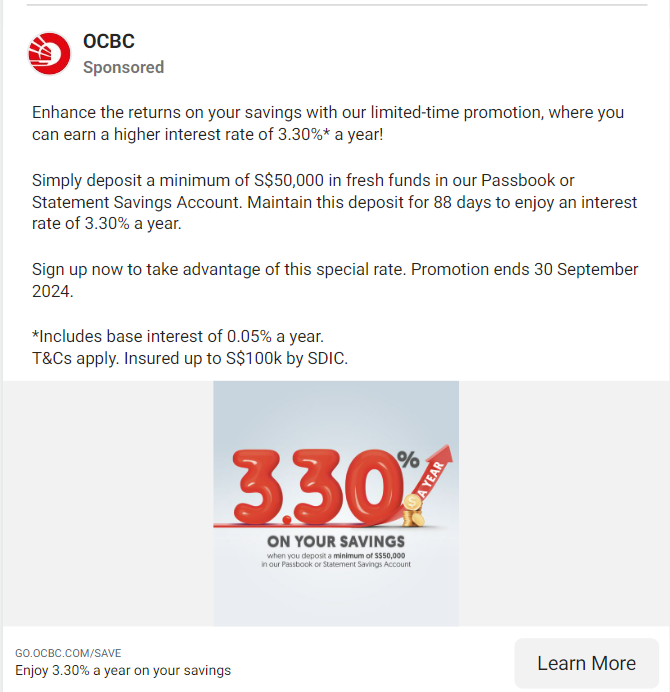 OCBC
Sponsored
Enhance the returns on your savings with our limited-time promotion, where you
can earn a higher interest rate of 3.30%* a year!
Simply deposit a minimum of S$50,000 in fresh funds in our Passbook or
Statement Savings Account. Maintain this deposit for 88 days to enjoy an interest
rate of 3.30% a year.
Sign up now to take advantage of this special rate. Promotion ends 30 September
2024.
*Includes base interest of 0.05% a year.
T&Cs apply. Insured up to S$100k by SDIC.
3.30%
A YEAR
ON YOUR SAVINGS
when you deposit a minimum of S$50,000
in our Passbook or Statement Savings Account
GO.OCBC.COM/SAVE
Enjoy 3.30% a year on your savings
Learn More